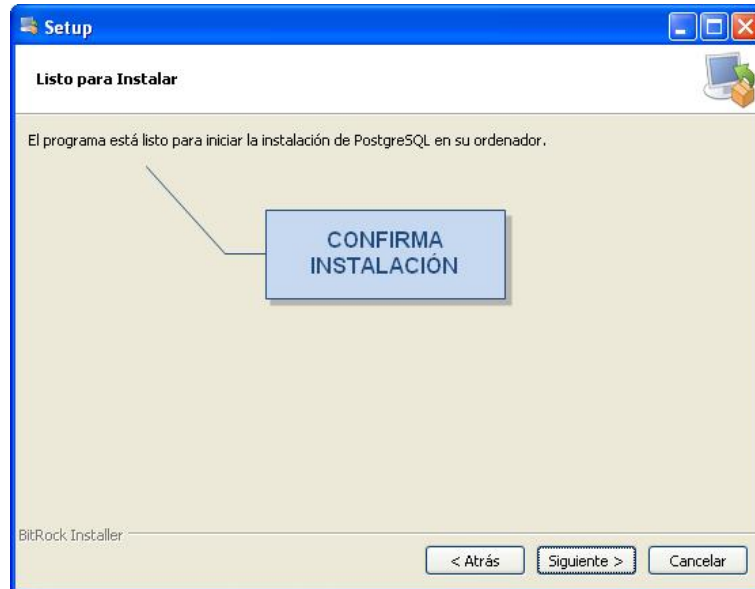 Setup
Listo para Instalar
El programa está listo para iniciar la instalación de PostgreSQL en su ordenador.
CONFIRMA
INSTALACIÓN
BitRock Installer
< Atrás
Siguiente >
Cancelar